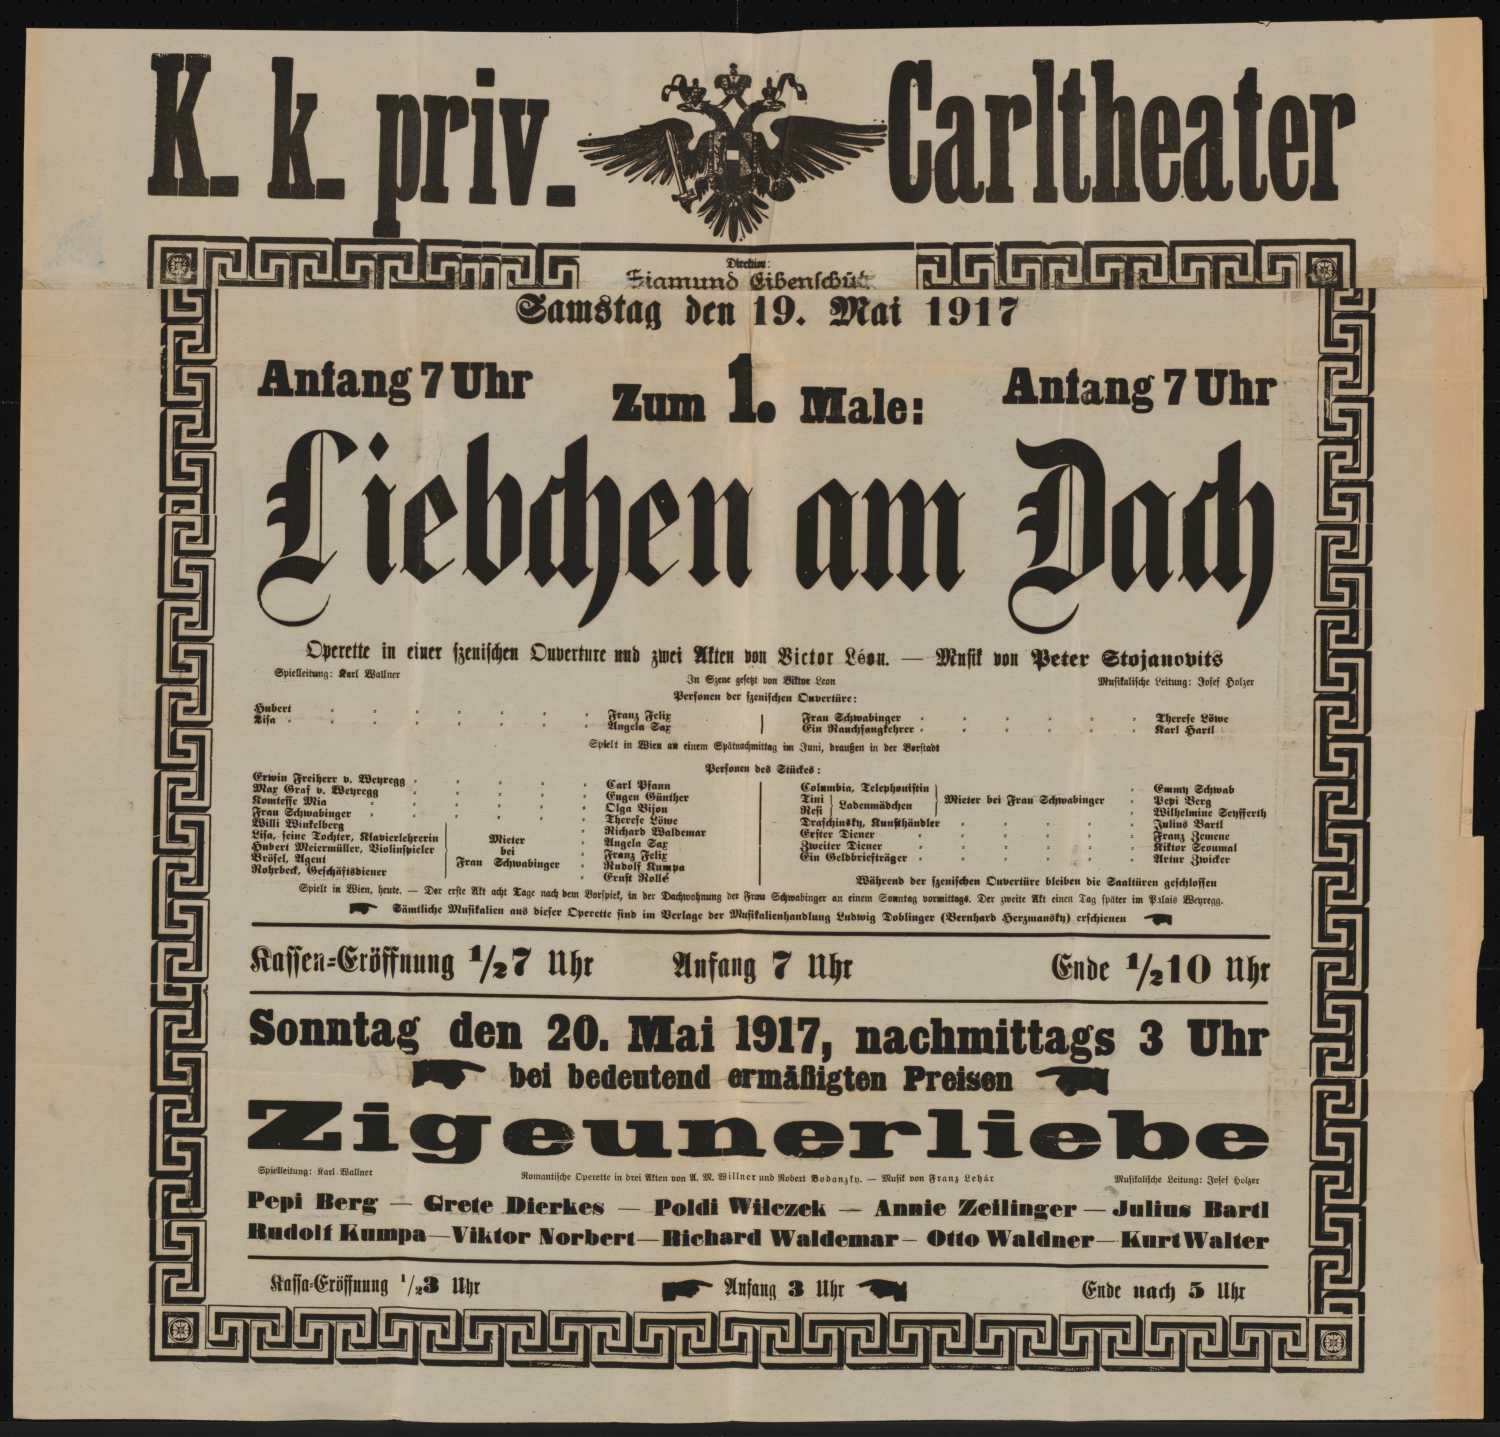 K. k. priv. Carltheater
Direktion:
Sigmund Eibenschütz
Samstag den 19. Mai 1917
Anfang 7 Uhr Zum 1. Male: Anfang 7 Uhr
Liebchen am Dach
Operette in einer szenischen Ouverture und zwei Akten von Victor Léon. — Musik von Peter Stojanovits
Spielleitung: Karl Wallner In Szene gesetzt von Viktor Leon Musikalische Leitung: Josef Holzer
Personen der szenischen Ouvertüre:
Hubert Franz Felix Frau Schwabinger Therese Löwe
Lisa Angela Sax Ein Rauchfangkehrer Karl Hartl
Spielt in Wien an einem Spätnachmittag im Juni, draußen in der Vorstadt
Personen des Stückes:
Erwin Freiherr v. Weyregg Carl Pfann
Max Graf v. Weyregg Eugen Günther
Komtesse Mia Olga Bijon
Frau Schwabinger Therese Löwe
Willi Winkelberg Richard Waldemar
Lisa, seine Tochter, Klavierlehrerin Angela Sax
Hubert Meiermüller, Violinspieler Franz Felix
Brösel, Agent Rudolf Kumpa
Rohrbeck, Geschäftsdiener Ernst Rollé
Mieter bei Frau Schwabinger
Columbia, Telephonistin Emmy Schwab
Tini Pepi Berg
Resi Wilhelmine Seyfferth
Ladenmädchen Mieter bei Frau Schwabinger
Draschinsky, Kunsthändler Julius Bartl
Erster Diener Franz Zemene
Zweiter Diener Kiktor Scoumal
Ein Geldbriefträger Artur Zwicker
Während der szenischen Ouvertüre bleiben die Saaltüren geschlossen
Spielt in Wien, heute. — Der erste Akt acht Tage nach dem Vorspiel, in der Dachwohnung der Frau Schwabinger an einem Sonntag vormittags. Der zweite Akt einen Tag später im Palais Weyregg.
Sämtliche Musikalien aus dieser Operette sind im Verlage der Musikalienhandlung Ludwig Doblinger (Bernhard Herzmansky) erschienen
Kassen-Eröffnung 1/27 Uhr Anfang 7 Uhr Ende 1/210 Uhr
Sonntag den 20. Mai 1917, nachmittags 3 Uhr
bei bedeutend ermäßigten Preisen
Zigeunerliebe
Spielleitung: Karl Wallner Romantische Operette in drei Akten von A. M. Willner und Robert Bodanzky. — Musik von Franz Lehár Musikalische Leitung: Josef Holzer
Pepi Berg — Grete Dierkes — Poldi Wilczek — Annie Zeilinger — Julius Bartl
Rudolf Kumpa — Viktor Norbert — Richard Waldemar — Otto Waldner — Kurt Walter
Kassa-Eröffnung 1/23 Uhr Anfang 3 Uhr Ende nach 5 Uhr